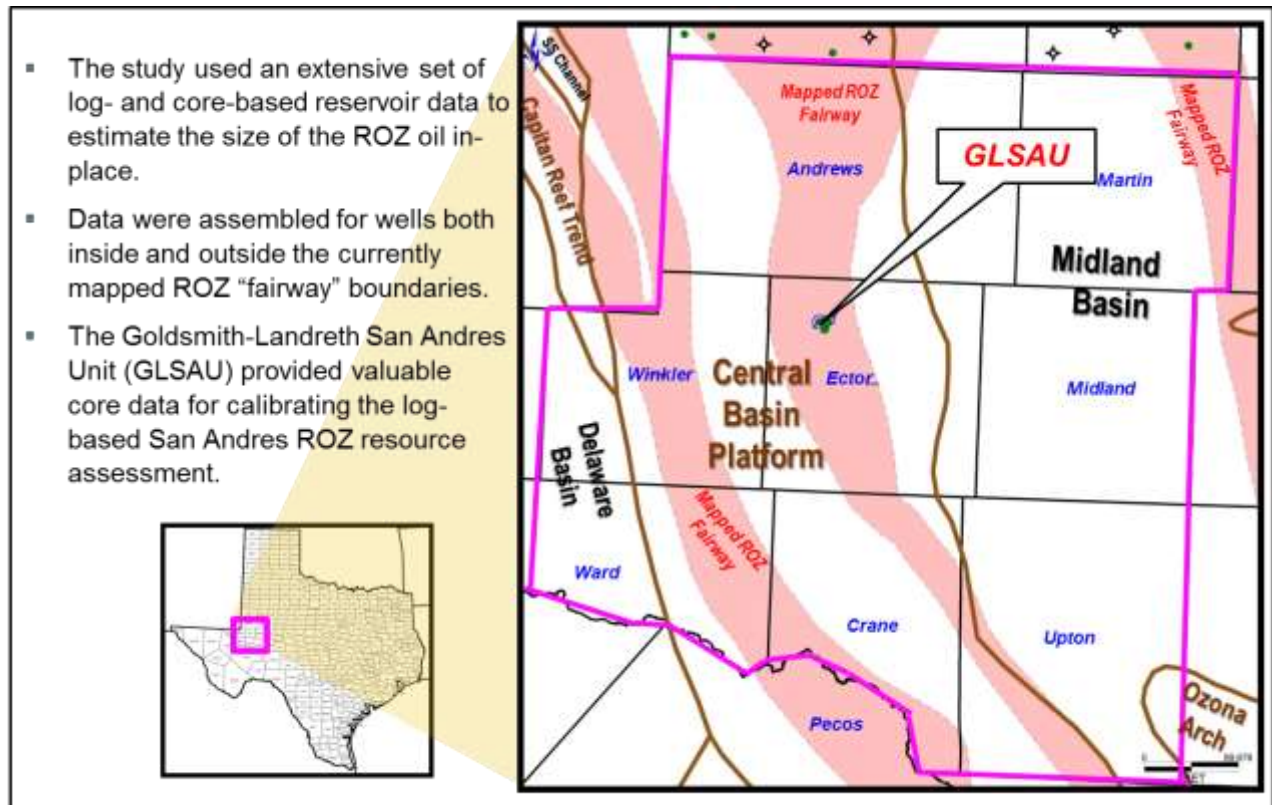 ▪ The study used an extensive set of
log- and core-based reservoir data to
estimate the size of the ROZ oil in-
place.
▪ Data were assembled for wells both
inside and outside the currently
mapped ROZ “fairway” boundaries.
▪ The Goldsmith-Landreth San Andres
Unit (GLSAU) provided valuable
core data for calibrating the log-
based San Andres ROZ resource
assessment.
SS Channel
Capitan Reef Trend
Mapped ROZ
Fairway
Mapped ROZ
Fairway
GLSAU
Andrews
Martin
Midland
Basin
Winkler
Central
Basin
Platform
Ector
Midland
Delaware
Basin
Mapped ROZ
Fairway
Ward
Crane
Upton
Pecos
Ozona
Arch
0